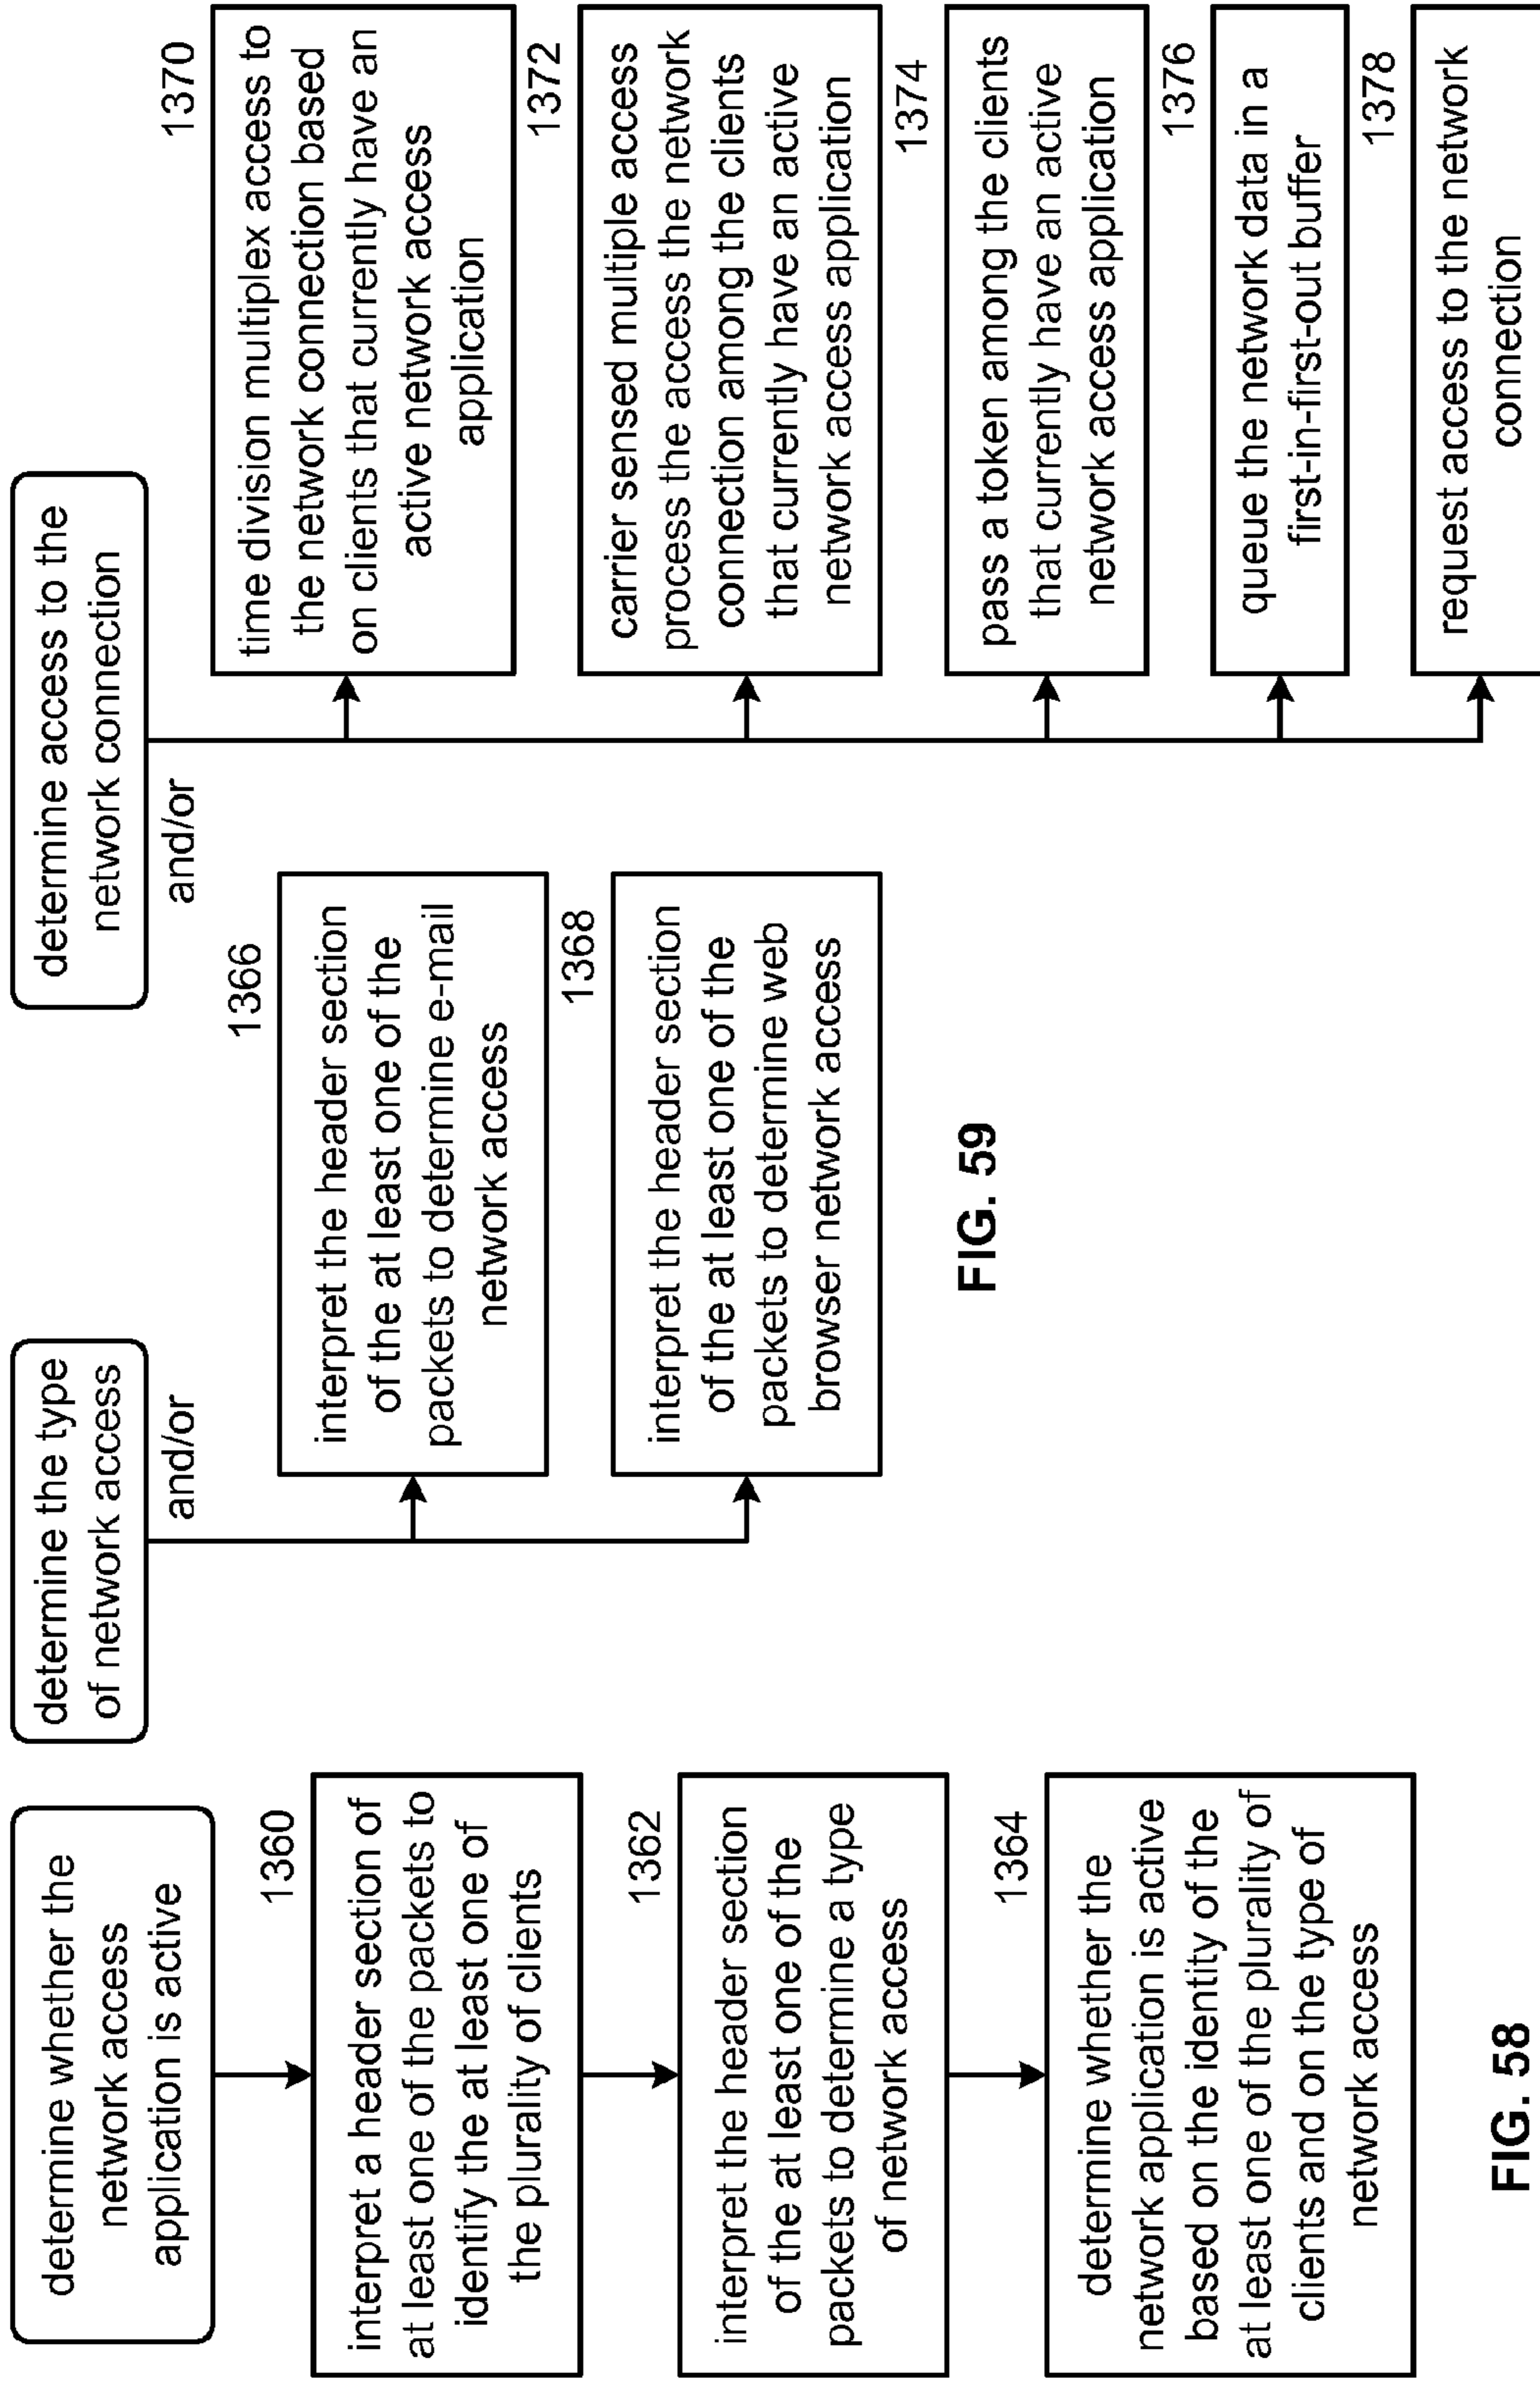 determine whether the
network access
application is active
1360
interpret a header section of
at least one of the packets to
identify the at least one of
the plurality of clients
1362
interpret the header section
of the at least one of the
packets to determine a type
of network access
1364
determine whether the
network application is active
based on the identity of the
at least one of the plurality of
clients and on the type of
network access
FIG. 58
determine the type
of network access
and/or
1366
interpret the header section
of the at least one of the
packets to determine e-mail
network access
1368
interpret the header section
of the at least one of the
packets to determine web
browser network access
FIG. 59
determine access to the
network connection
and/or
1370
time division multiplex access to
the network connection based
on clients that currently have an
active network access
application
1372
carrier sensed multiple access
process the access the network
connection among the clients
that currently have an active
network access application
1374
pass a token among the clients
that currently have an active
network access application
1376
queue the network data in a
first-in-first-out buffer
1378
request access to the network
connection